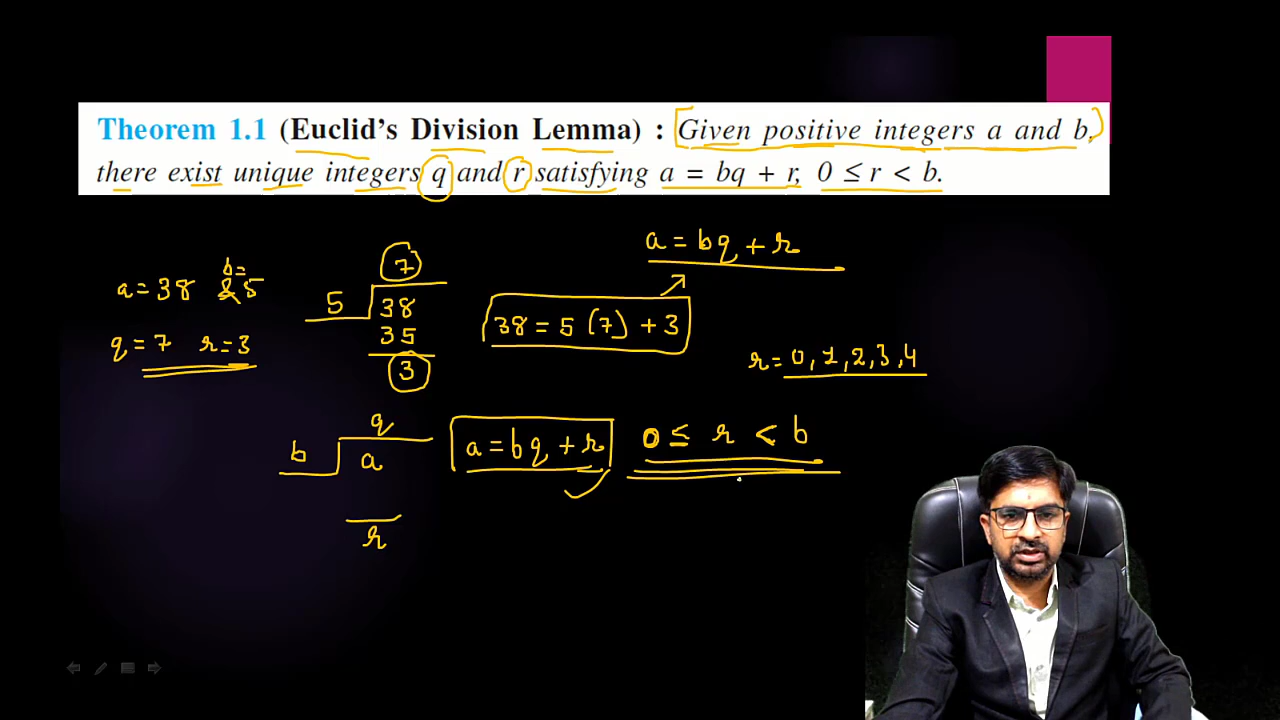 Theorem 1.1 (Euclid's Division Lemma) : Given positive integers a and b,
there exist unique integers q and r satisfying a = bq + r, 0 ≤ r < b.
a = bq + r
a = 38 & b = 5
q = 7 r = 3
7
5 38
35
3
38 = 5 (7) + 3
r = 0, 1, 2, 3, 4
q
b a
r
a = bq + r
0 ≤ r < b